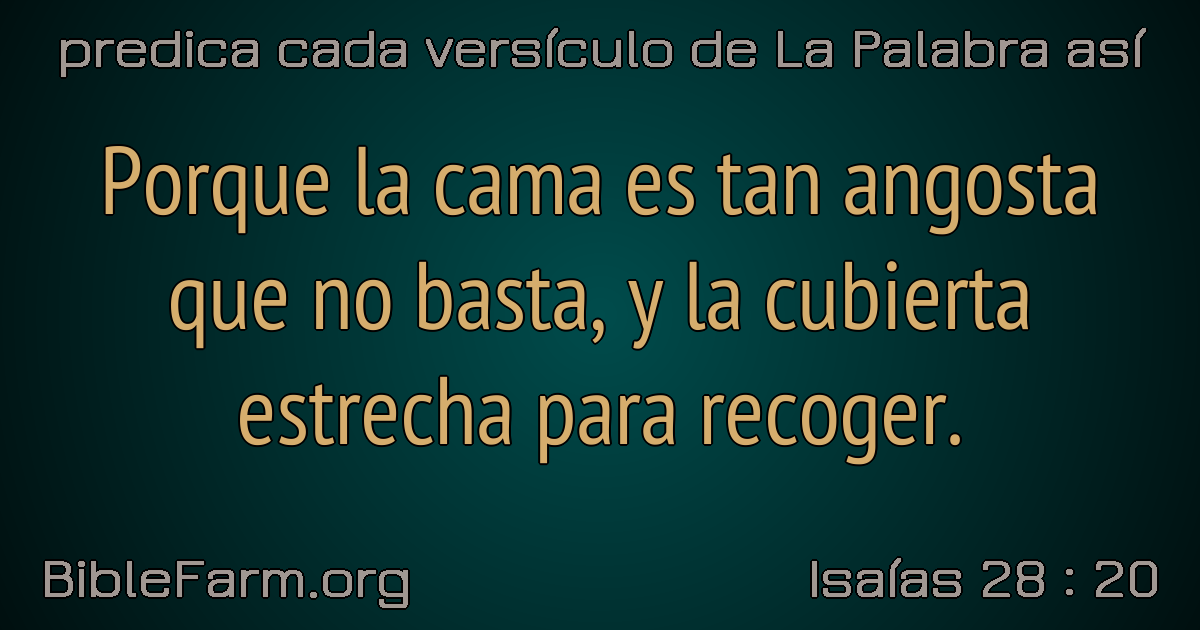 predica cada versículo de La Palabra así
Porque la cama es tan angosta
que no basta, y la cubierta
estrecha para recoger.
BibleFarm.org
Isaías 28 : 20